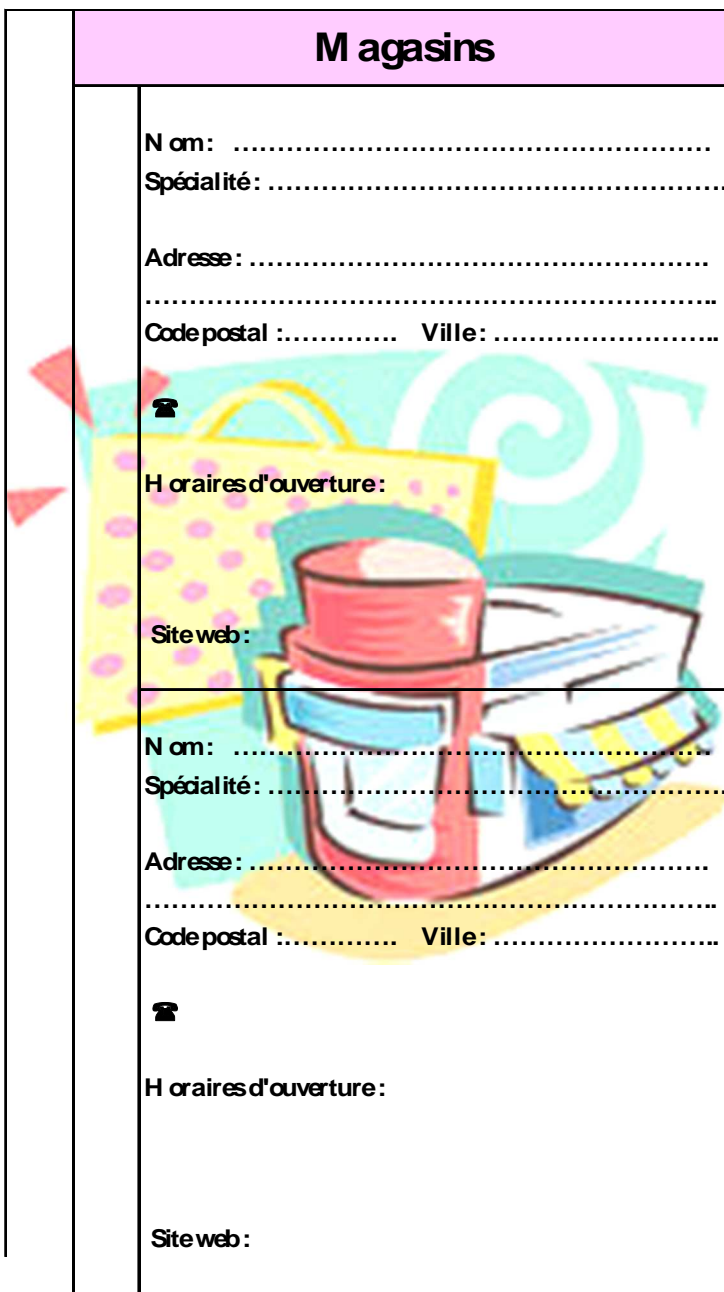 Magasins
Nom : ……………………………………………
Spécialité : ……………………………………………
Adresse : ……………………………………………
………………………………………………………..
Code postal :…………. Ville : ……………………..
☎
Horaires d'ouverture :
Site web :
Nom : ……………………………………………
Spécialité : ……………………………………………
Adresse : ……………………………………………
………………………………………………………..
Code postal :…………. Ville : ……………………..
☎
Horaires d'ouverture :
Site web :